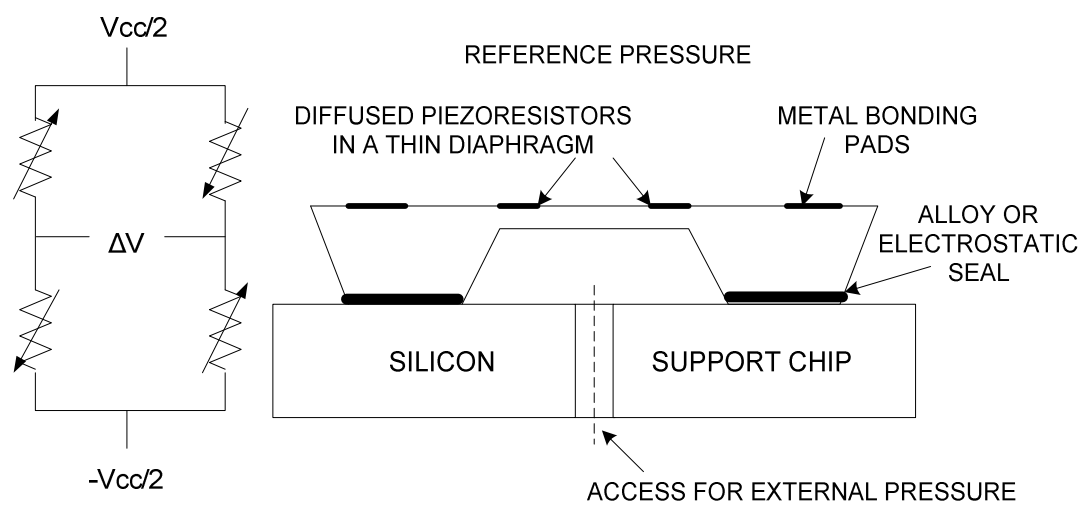 Vcc/2
ΔV
-Vcc/2
REFERENCE PRESSURE
DIFFUSED PIEZORESISTORS
IN A THIN DIAPHRAGM
METAL BONDING
PADS
ALLOY OR
ELECTROSTATIC
SEAL
SILICON
SUPPORT CHIP
ACCESS FOR EXTERNAL PRESSURE